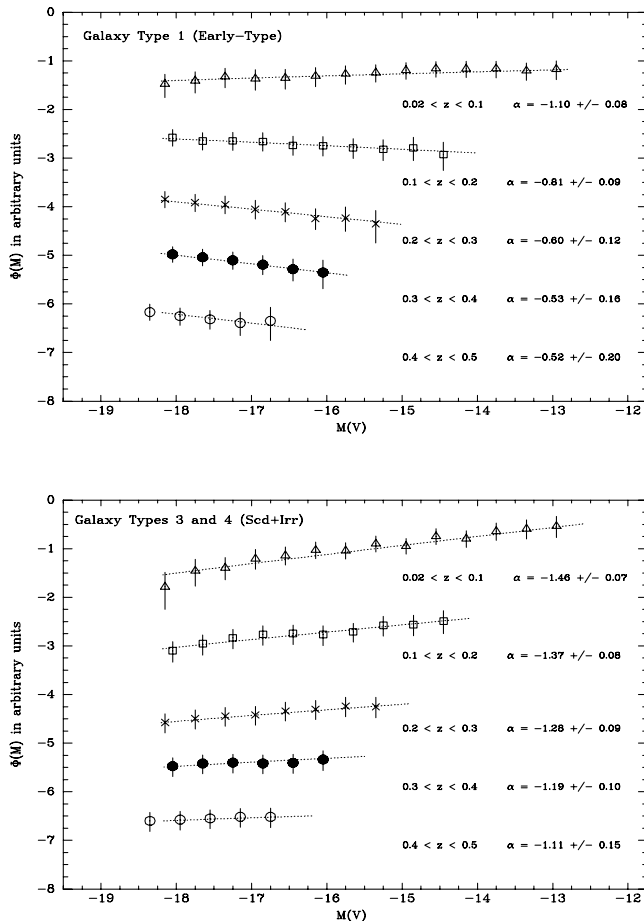 Galaxy Type 1 (Early-Type)
0.02 < z < 0.1 α = −1.10 +/− 0.08
0.1 < z < 0.2 α = −0.81 +/− 0.09
0.2 < z < 0.3 α = −0.60 +/− 0.12
0.3 < z < 0.4 α = −0.53 +/− 0.16
0.4 < z < 0.5 α = −0.52 +/− 0.20
Φ(M) in arbitrary units
0
−1
−2
−3
−4
−5
−6
−7
−8
−19 −18 −17 −16 −15 −14 −13 −12
M(V)
Galaxy Types 3 and 4 (Scd+Irr)
0.02 < z < 0.1 α = −1.46 +/− 0.07
0.1 < z < 0.2 α = −1.37 +/− 0.08
0.2 < z < 0.3 α = −1.28 +/− 0.09
0.3 < z < 0.4 α = −1.19 +/− 0.10
0.4 < z < 0.5 α = −1.11 +/− 0.15
Φ(M) in arbitrary units
0
−1
−2
−3
−4
−5
−6
−7
−8
−19 −18 −17 −16 −15 −14 −13 −12
M(V)